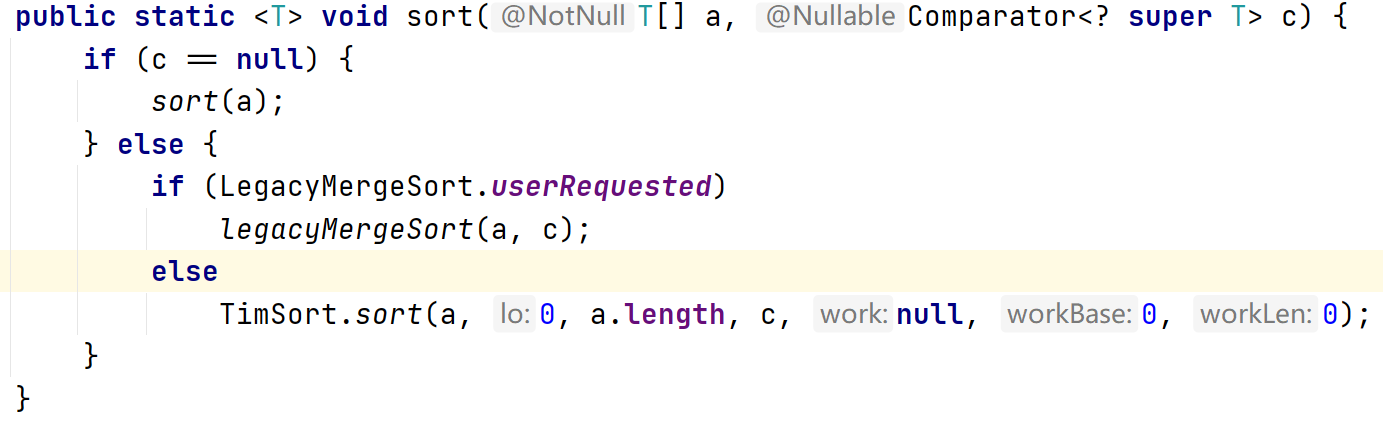 public static <T> void sort( @NotNull T[] a, @Nullable Comparator<? super T> c) {
if (c == null) {
sort(a);
} else {
if (LegacyMergeSort.userRequested)
legacyMergeSort(a, c);
else
TimSort.sort(a, lo: 0, a.length, c, work: null, workBase: 0, workLen: 0);
}
}